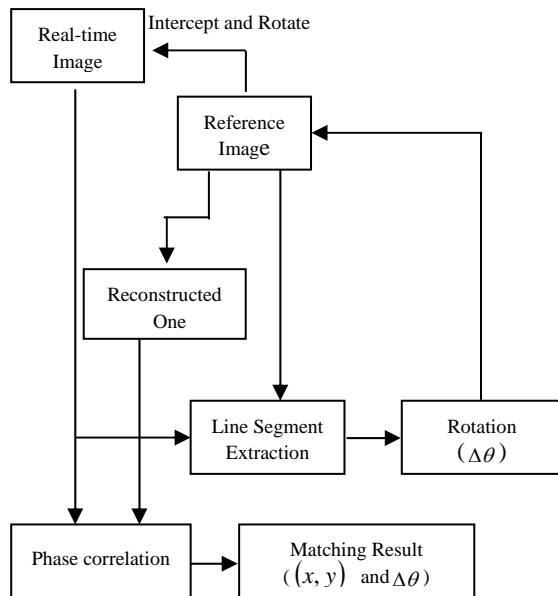 Real-time
Image
Intercept and Rotate
Reference
Image
Reconstructed
One
Line Segment
Extraction
Rotation
(Δθ)
Phase correlation
Matching Result
((x, y) and Δθ)